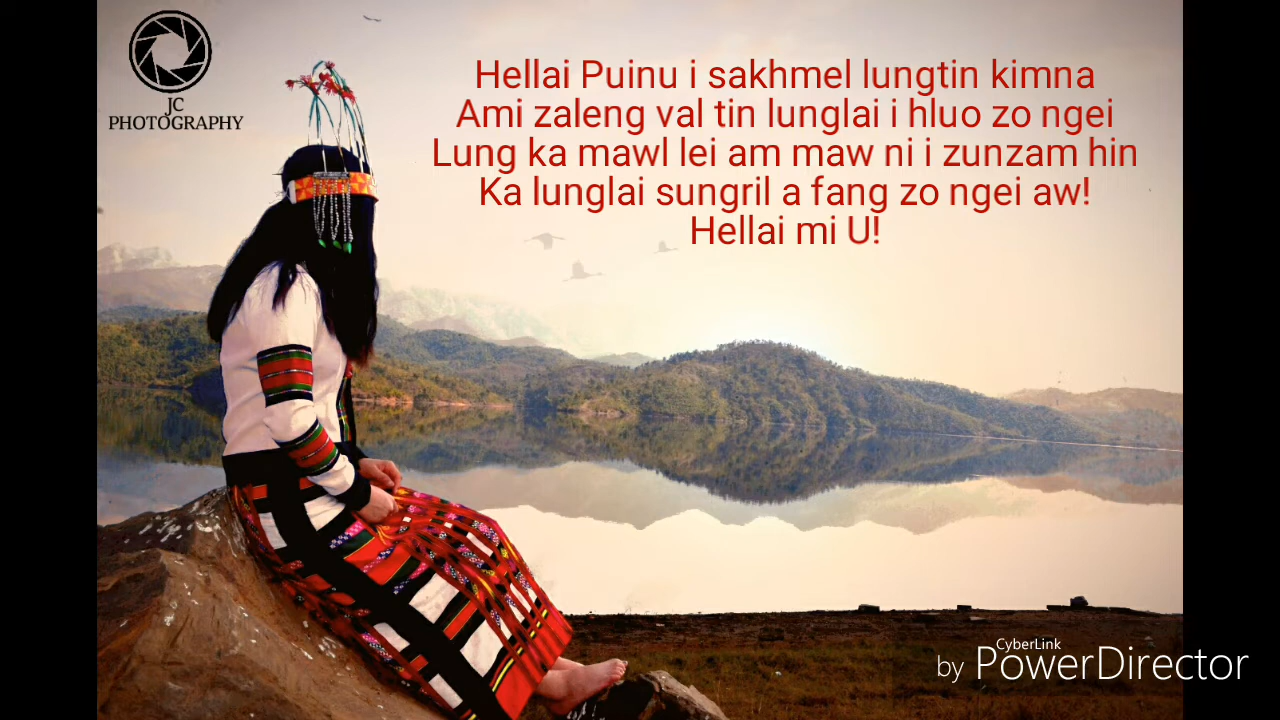 JC
PHOTOGRAPHY
Hellai Puinu i sakhmel lungtin kimna
Ami zaleng val tin lunglai i hluo zo ngei
Lung ka mawl lei am maw ni i zunzam hin
Ka lunglai sungril a fang zo ngei aw!
Hellai mi U!
CyberLink
by PowerDirector